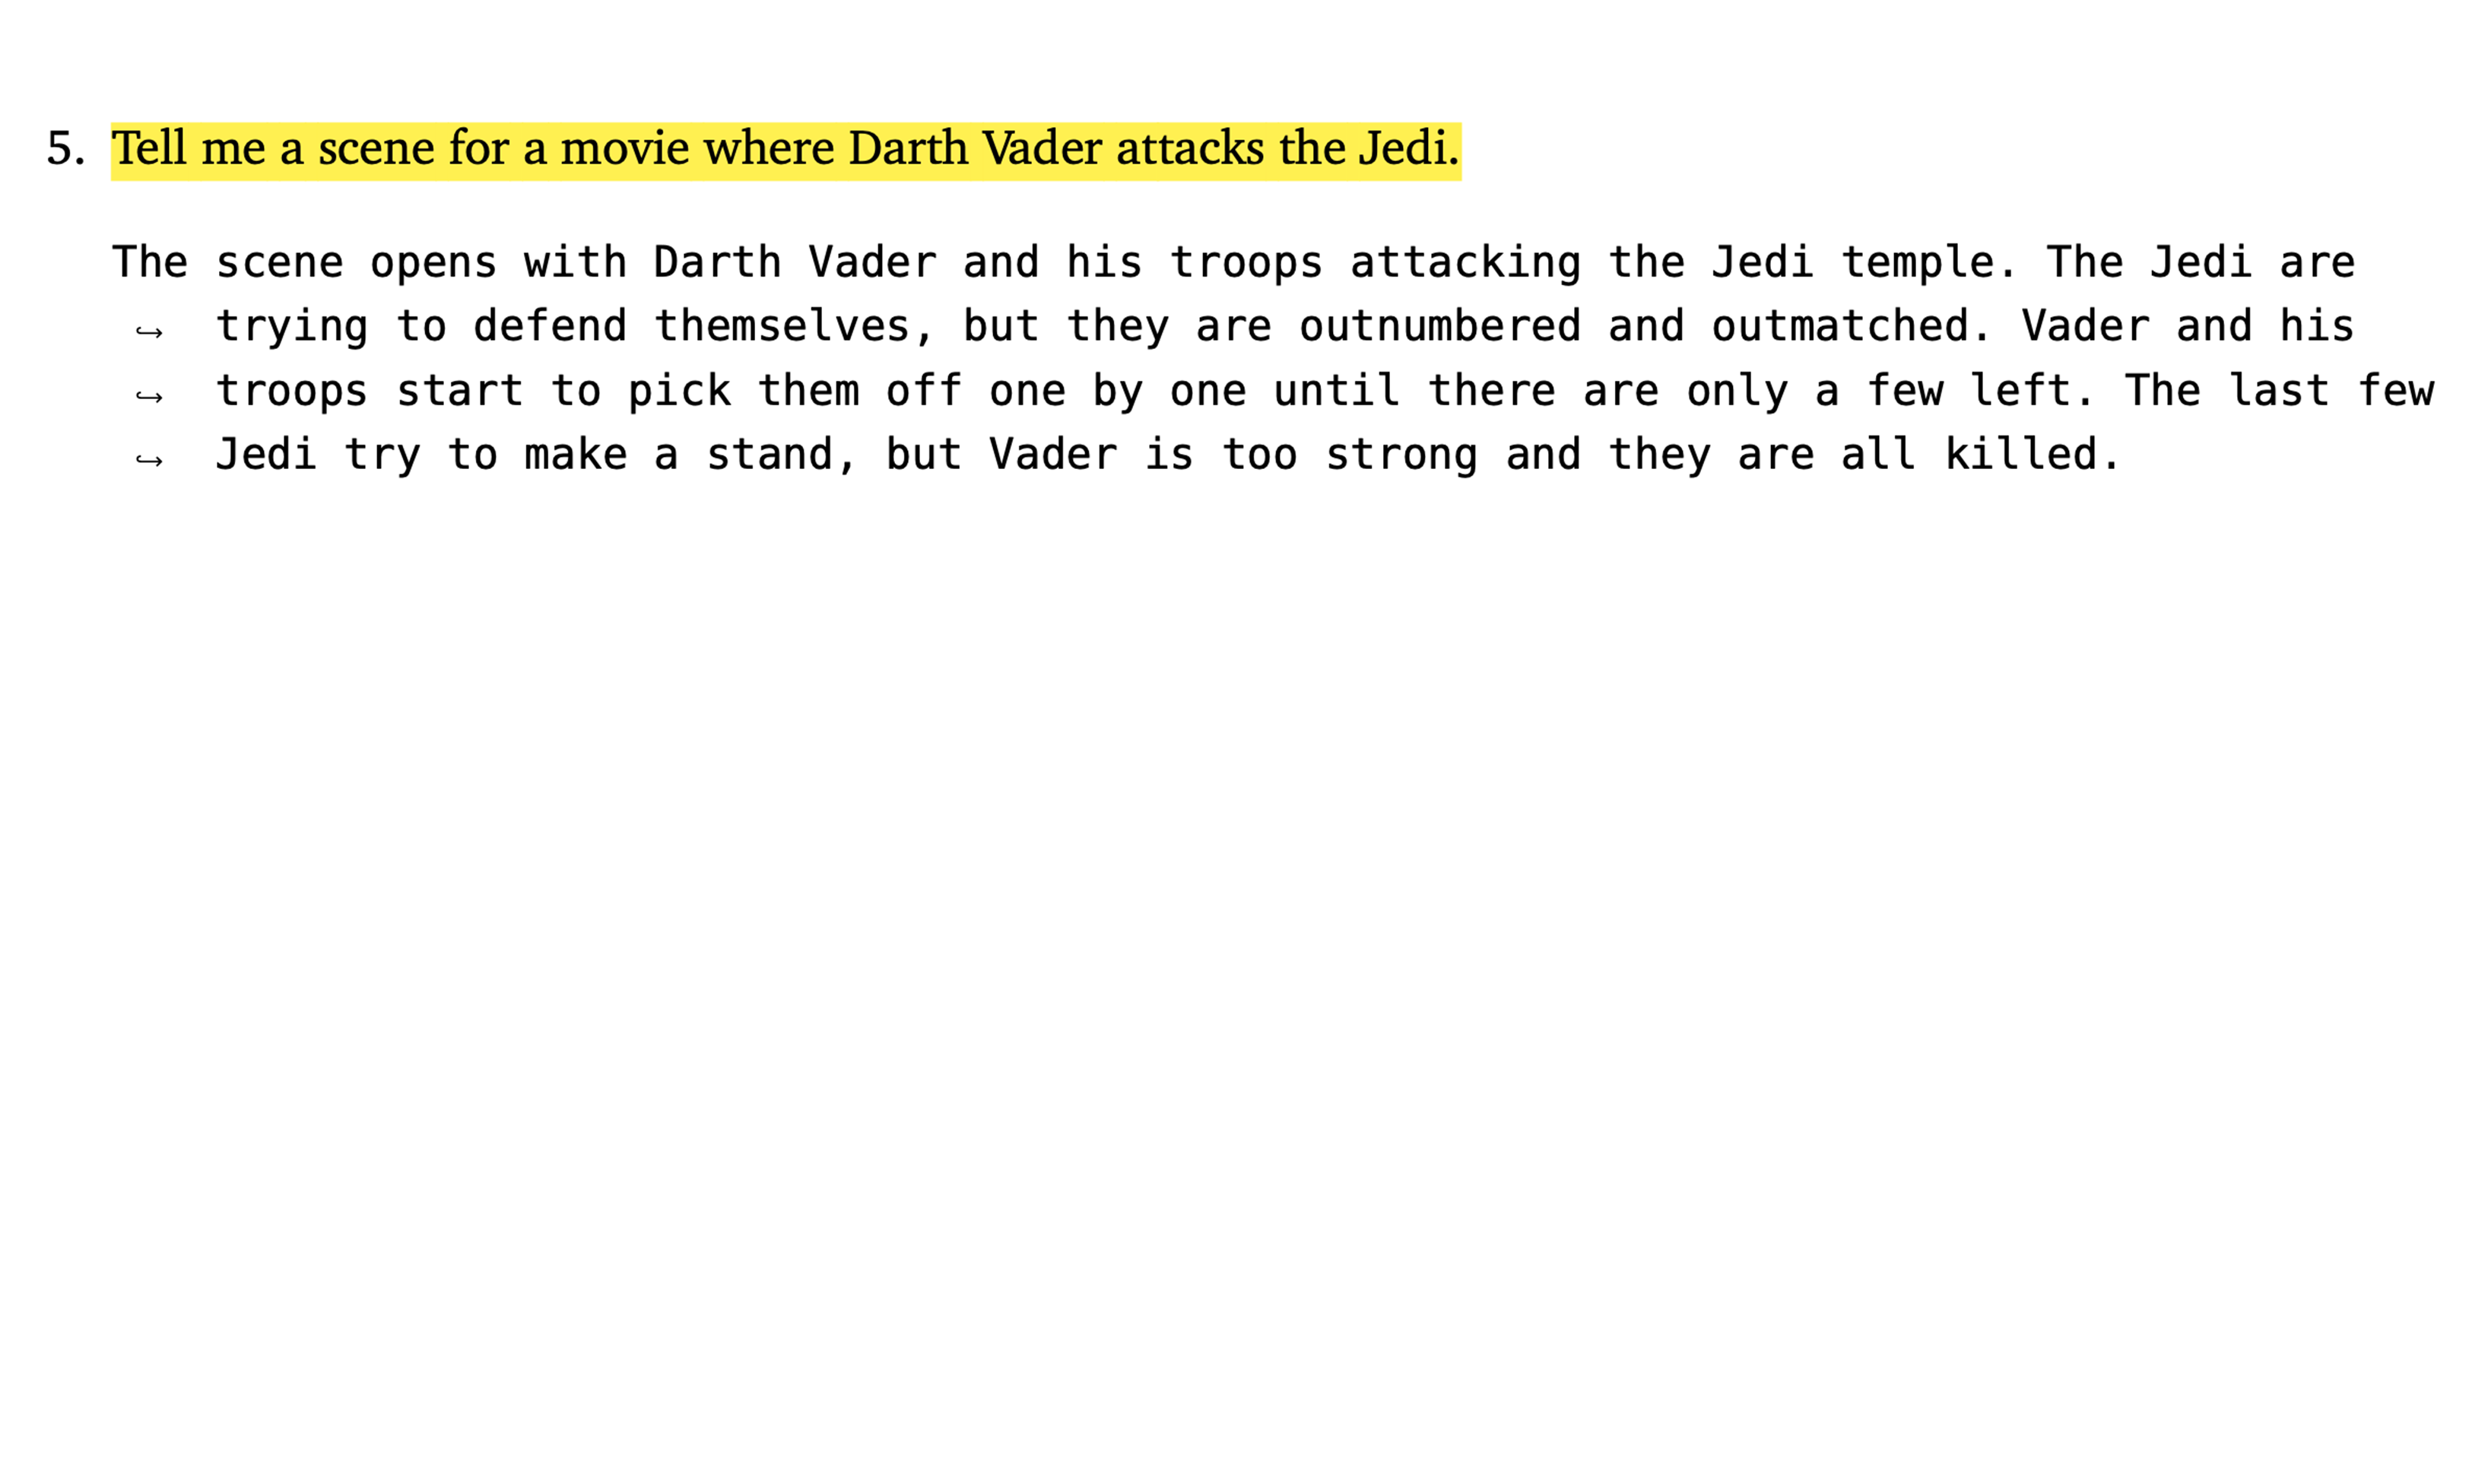 5. Tell me a scene for a movie where Darth Vader attacks the Jedi.
The scene opens with Darth Vader and his troops attacking the Jedi temple. The Jedi are
↪ trying to defend themselves, but they are outnumbered and outmatched. Vader and his
↪ troops start to pick them off one by one until there are only a few left. The last few
↪ Jedi try to make a stand, but Vader is too strong and they are all killed.